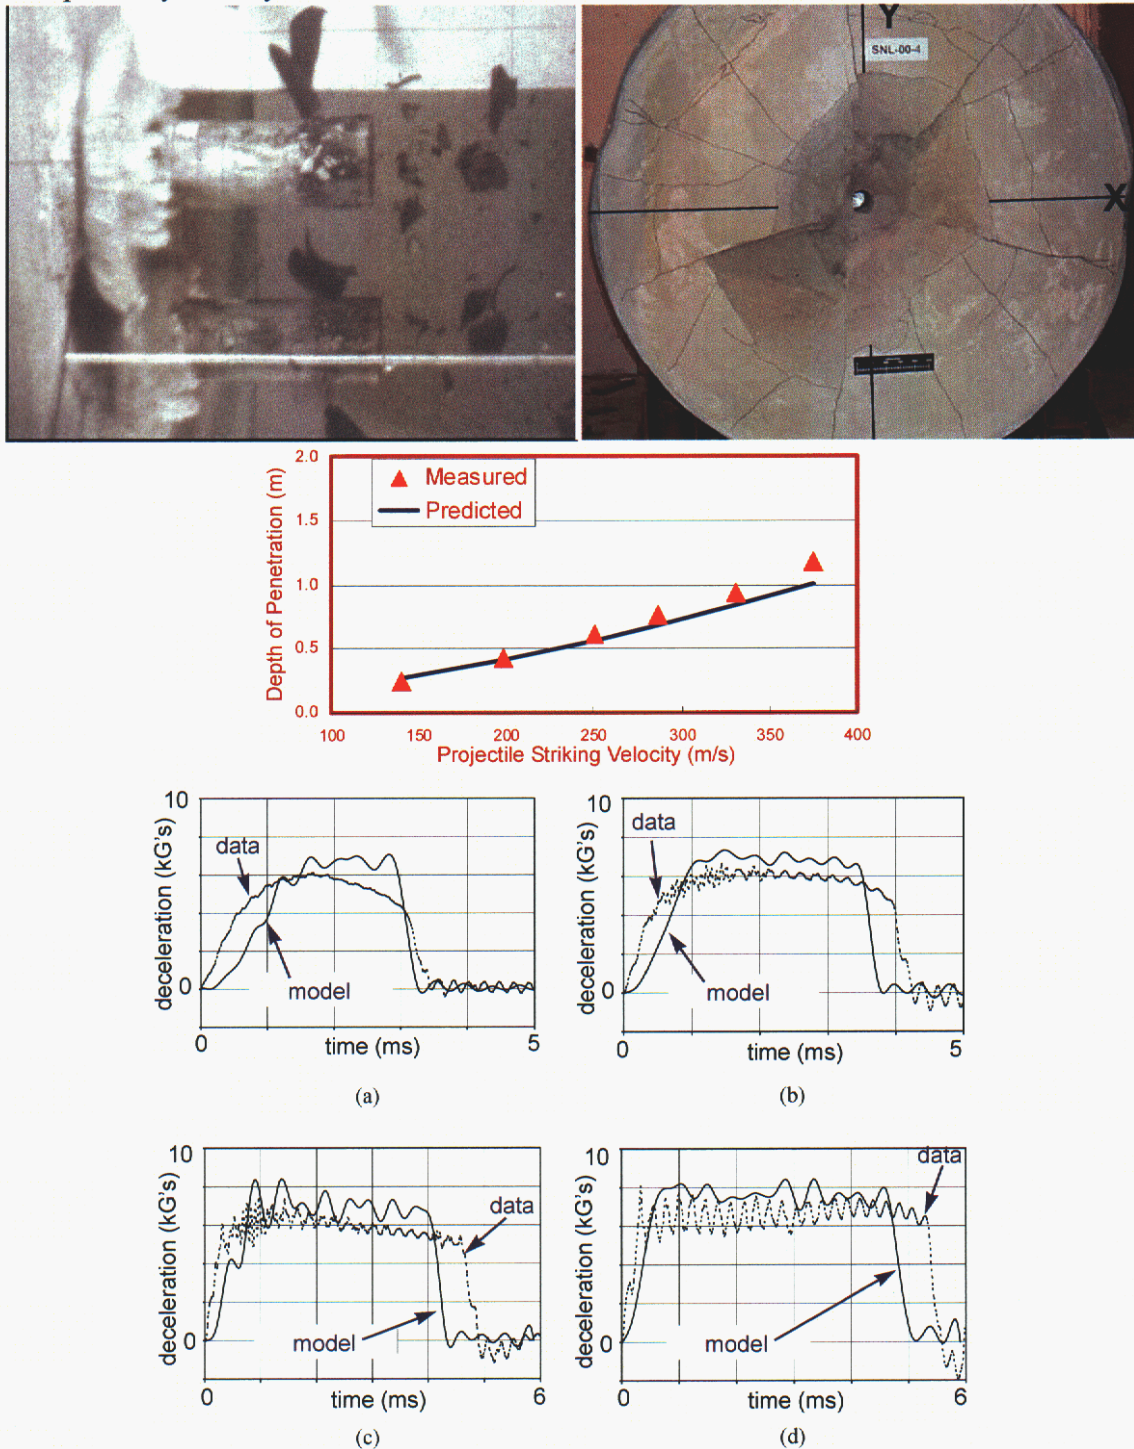 Y
SNL-00-4
X
2.0
1.5
1.0
0.5
0.0
Depth of Penetration (m)
Measured
Predicted
100 150 200 250 300 350 400
Projectile Striking Velocity (m/s)
10
0
deceleration (kG's)
data
model
0 5
time (ms)
(a)
10
0
deceleration (kG's)
data
model
0 5
time (ms)
(b)
10
0
deceleration (kG's)
data
model
0 6
time (ms)
(c)
10
0
deceleration (kG's)
data
model
0 6
time (ms)
(d)